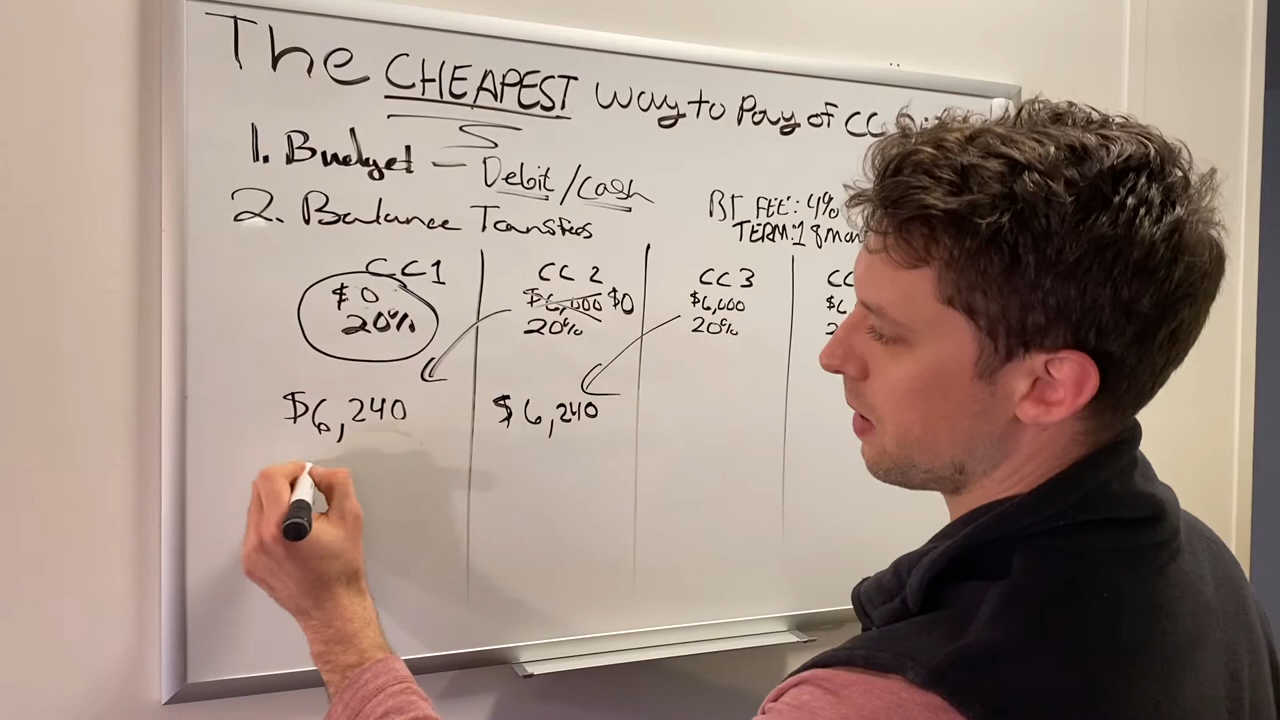 The CHEAPEST way to Pay of CC
1. Budget – Debit/Cash
2. Balance Transfers
BT FEE: 4%
TERM: 18 mon
CC1
$0
20%
CC 2
$6,000 $0
20%
CC 3
$6,000
20%
CC
$6
2
$6,240
$6,240